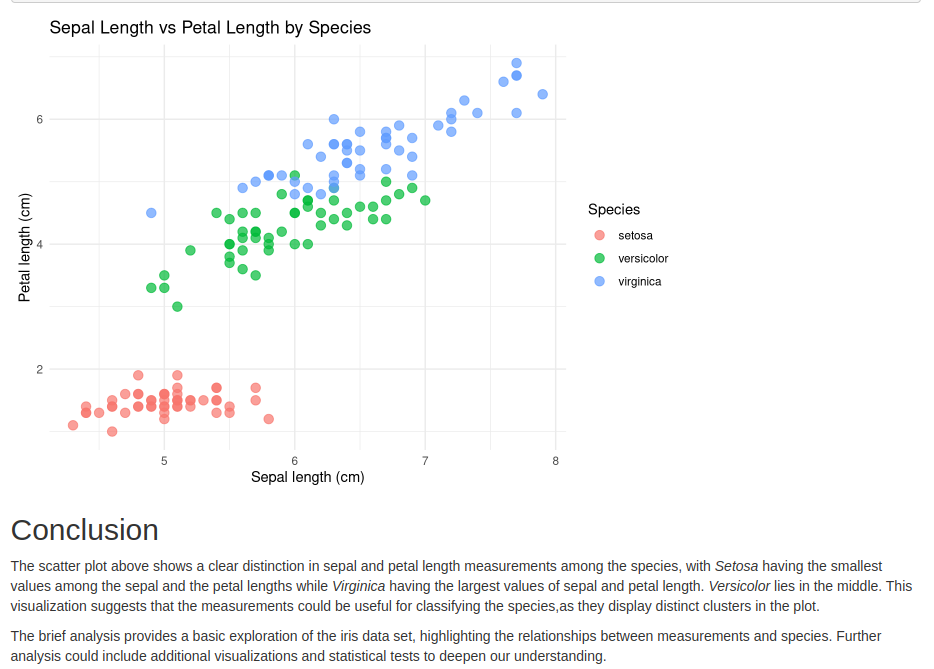 Sepal Length vs Petal Length by Species
6
4
2
Petal length (cm)
5 6 7 8
Sepal length (cm)
Species
setosa
versicolor
virginica
Conclusion
The scatter plot above shows a clear distinction in sepal and petal length measurements among the species, with Setosa having the smallest
values among the sepal and the petal lengths while Virginica having the largest values of sepal and petal length. Versicolor lies in the middle. This
visualization suggests that the measurements could be useful for classifying the species,as they display distinct clusters in the plot.
The brief analysis provides a basic exploration of the iris data set, highlighting the relationships between measurements and species. Further
analysis could include additional visualizations and statistical tests to deepen our understanding.